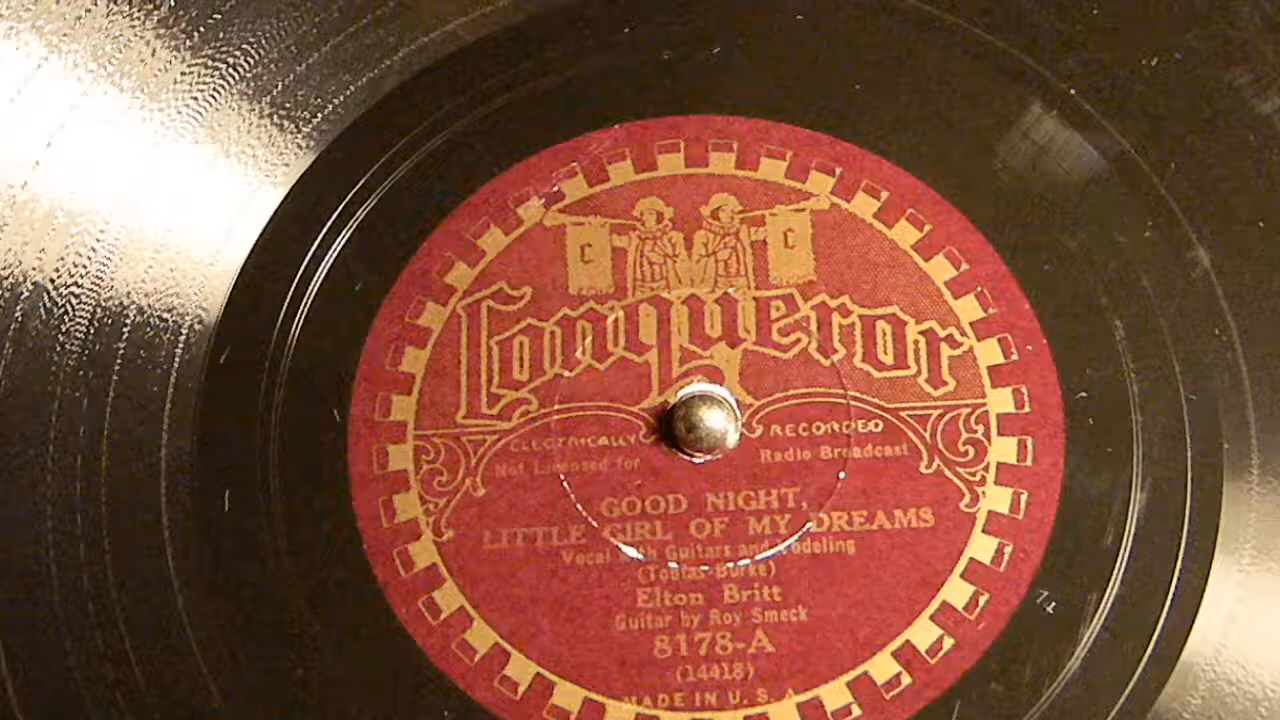 C C
Conqueror
ELECTRICALLY RECORDED
Not Licensed for Radio Broadcast
GOOD NIGHT,
LITTLE GIRL OF MY DREAMS
Vocal with Guitars and Yodeling
(Tobias-Burke)
Elton Britt
Guitar by Roy Smeck
8178-A
(14418)
MADE IN U. S. A.